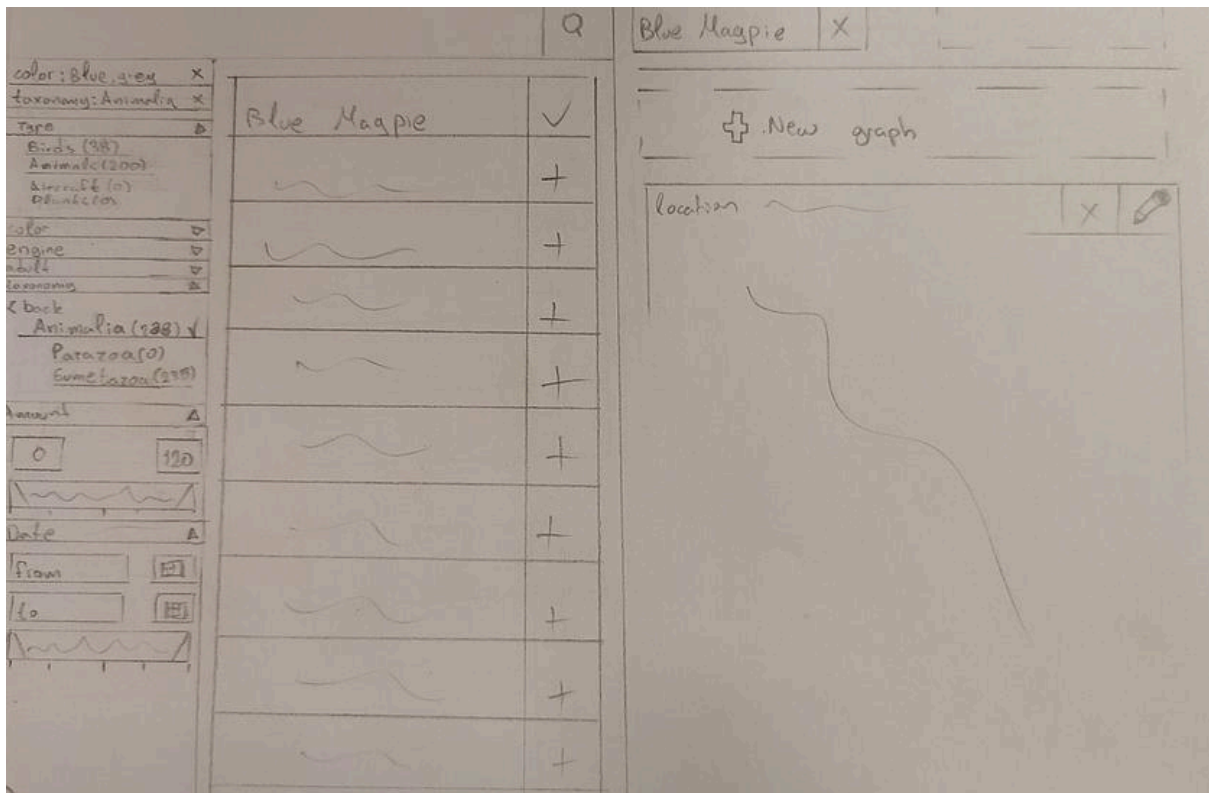 Blue Magpie X
color: Blue, grey x
taxonomy: Animalia x
Type
Birds (38)
Animals (200)
Aircraft (0)
color
engine
adult
taxonomy
< back
Animalia (238) ✓
Parazoa (0)
Eumetazoa (238)
Amount
0 120
Date
from
to
Blue Magpie ✓
+
+
+
+
+
+
+
+
+
New graph
location X